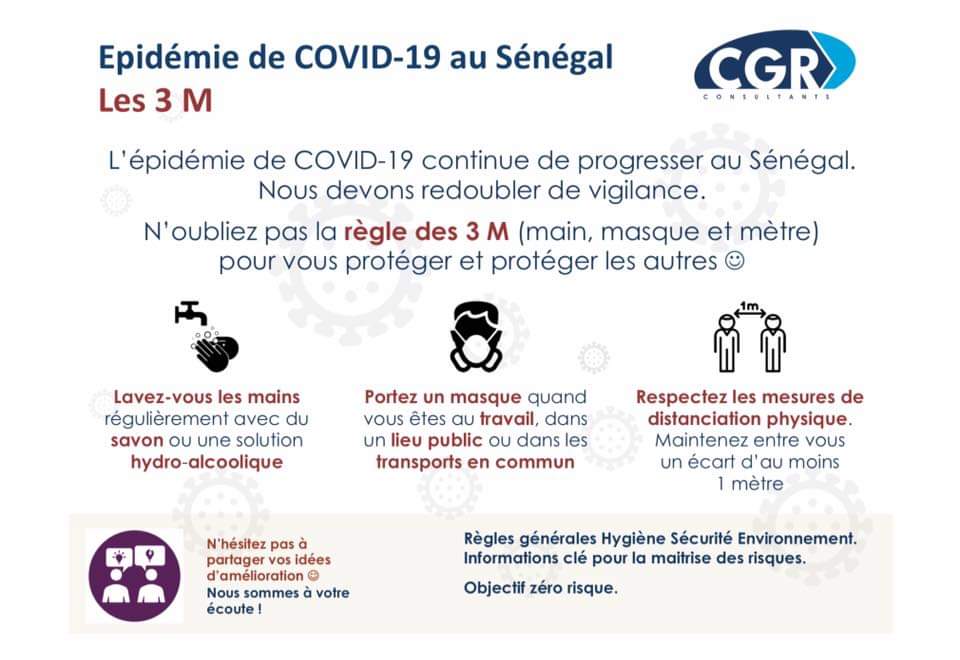 Epidémie de COVID-19 au Sénégal
Les 3 M
CGR
CONSULTANTS
L’épidémie de COVID-19 continue de progresser au Sénégal.
Nous devons redoubler de vigilance.
N’oubliez pas la règle des 3 M (main, masque et mètre)
pour vous protéger et protéger les autres ☺
Lavez-vous les mains
régulièrement avec du
savon ou une solution
hydro-alcoolique
Portez un masque quand
vous êtes au travail, dans
un lieu public ou dans les
transports en commun
1m
Respectez les mesures de
distanciation physique.
Maintenez entre vous
un écart d’au moins
1 mètre
N’hésitez pas à
partager vos idées
d’amélioration ☺
Nous sommes à votre
écoute !
Règles générales Hygiène Sécurité Environnement.
Informations clé pour la maitrise des risques.
Objectif zéro risque.